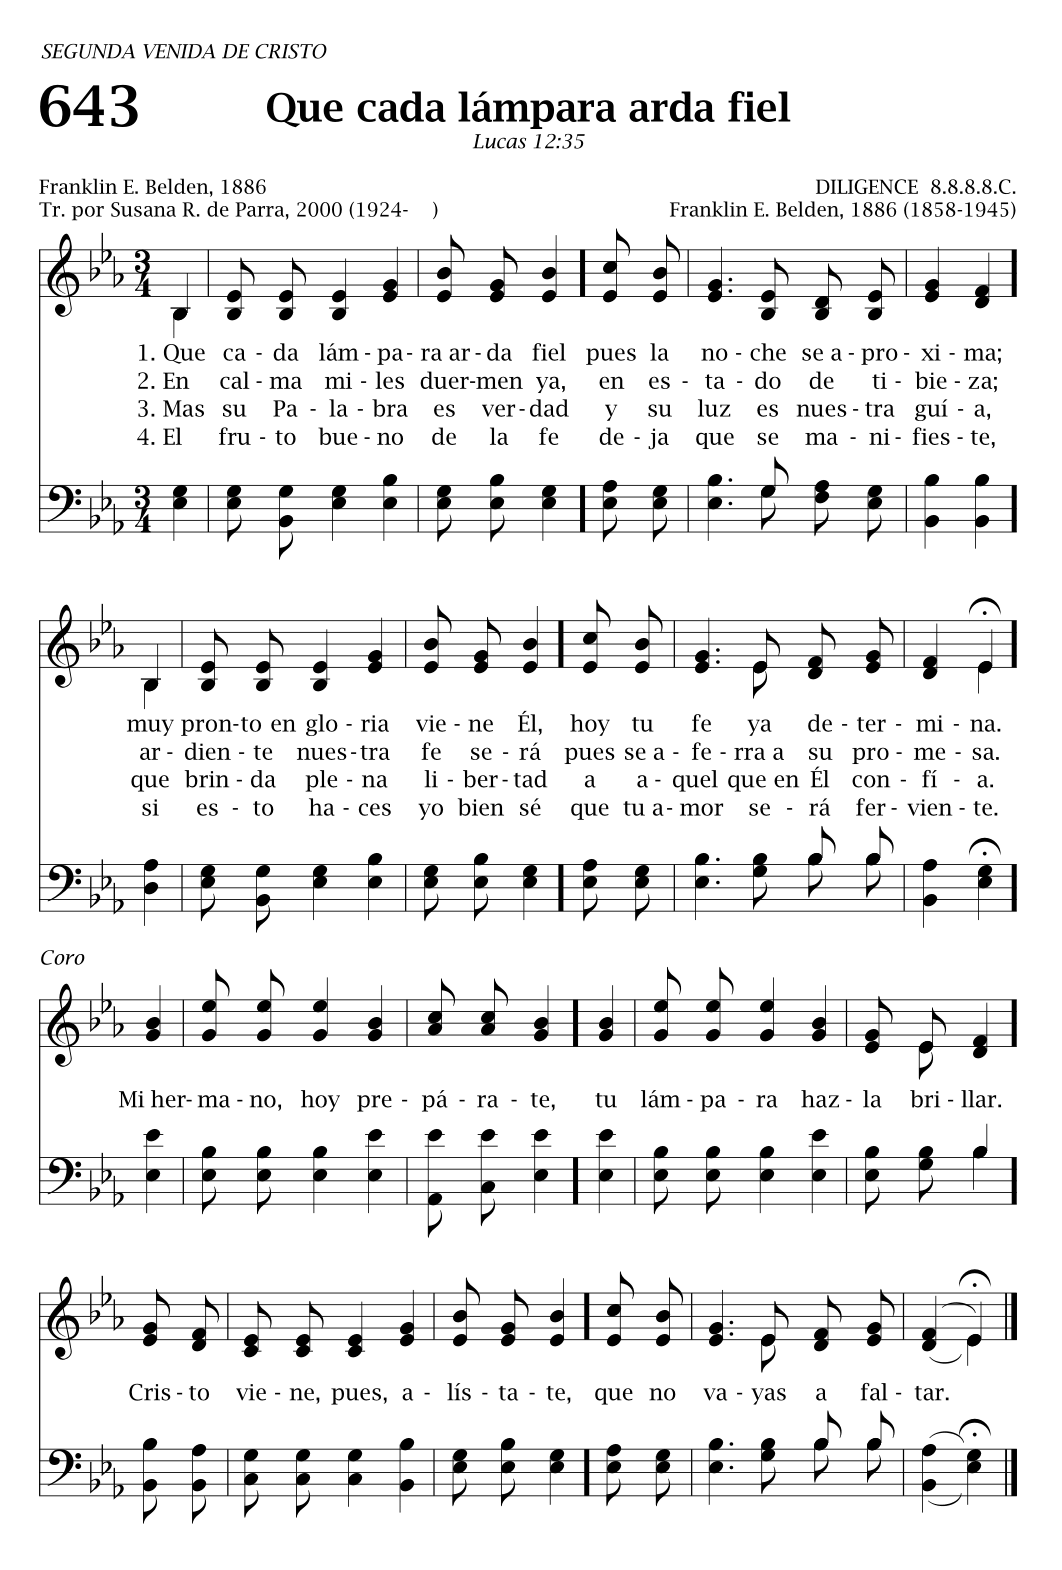 SEGUNDA VENIDA DE CRISTO
643 Que cada lámpara arda fiel
Lucas 12:35
Franklin E. Belden, 1886 DILIGENCE 8.8.8.8.C.
Tr. por Susana R. de Parra, 2000 (1924- ) Franklin E. Belden, 1886 (1858-1945)
3 4
1. Que ca - da lám - pa - ra ar - da fiel pues la no - che se a - pro - xi - ma;
2. En cal - ma mi - les duer - men ya, en es - ta - do de ti - bie - za;
3. Mas su Pa - la - bra es ver - dad y su luz es nues - tra guí - a,
4. El fru - to bue - no de la fe de - ja que se ma - ni - fies - te,
3 4
muy pron - to en glo - ria vie - ne Él, hoy tu fe ya de - ter - mi - na.
ar - dien - te nues - tra fe se - rá pues se a - fe - rra a su pro - me - sa.
que brin - da ple - na li - ber - tad a a - quel que en Él con - fí - a.
si es - to ha - ces yo bien sé que tu a - mor se - rá fer - vien - te.
Coro
Mi her - ma - no, hoy pre - pá - ra - te, tu lám - pa - ra haz - la bri - llar.
Cris - to vie - ne, pues, a - lís - ta - te, que no va - yas a fal - tar.